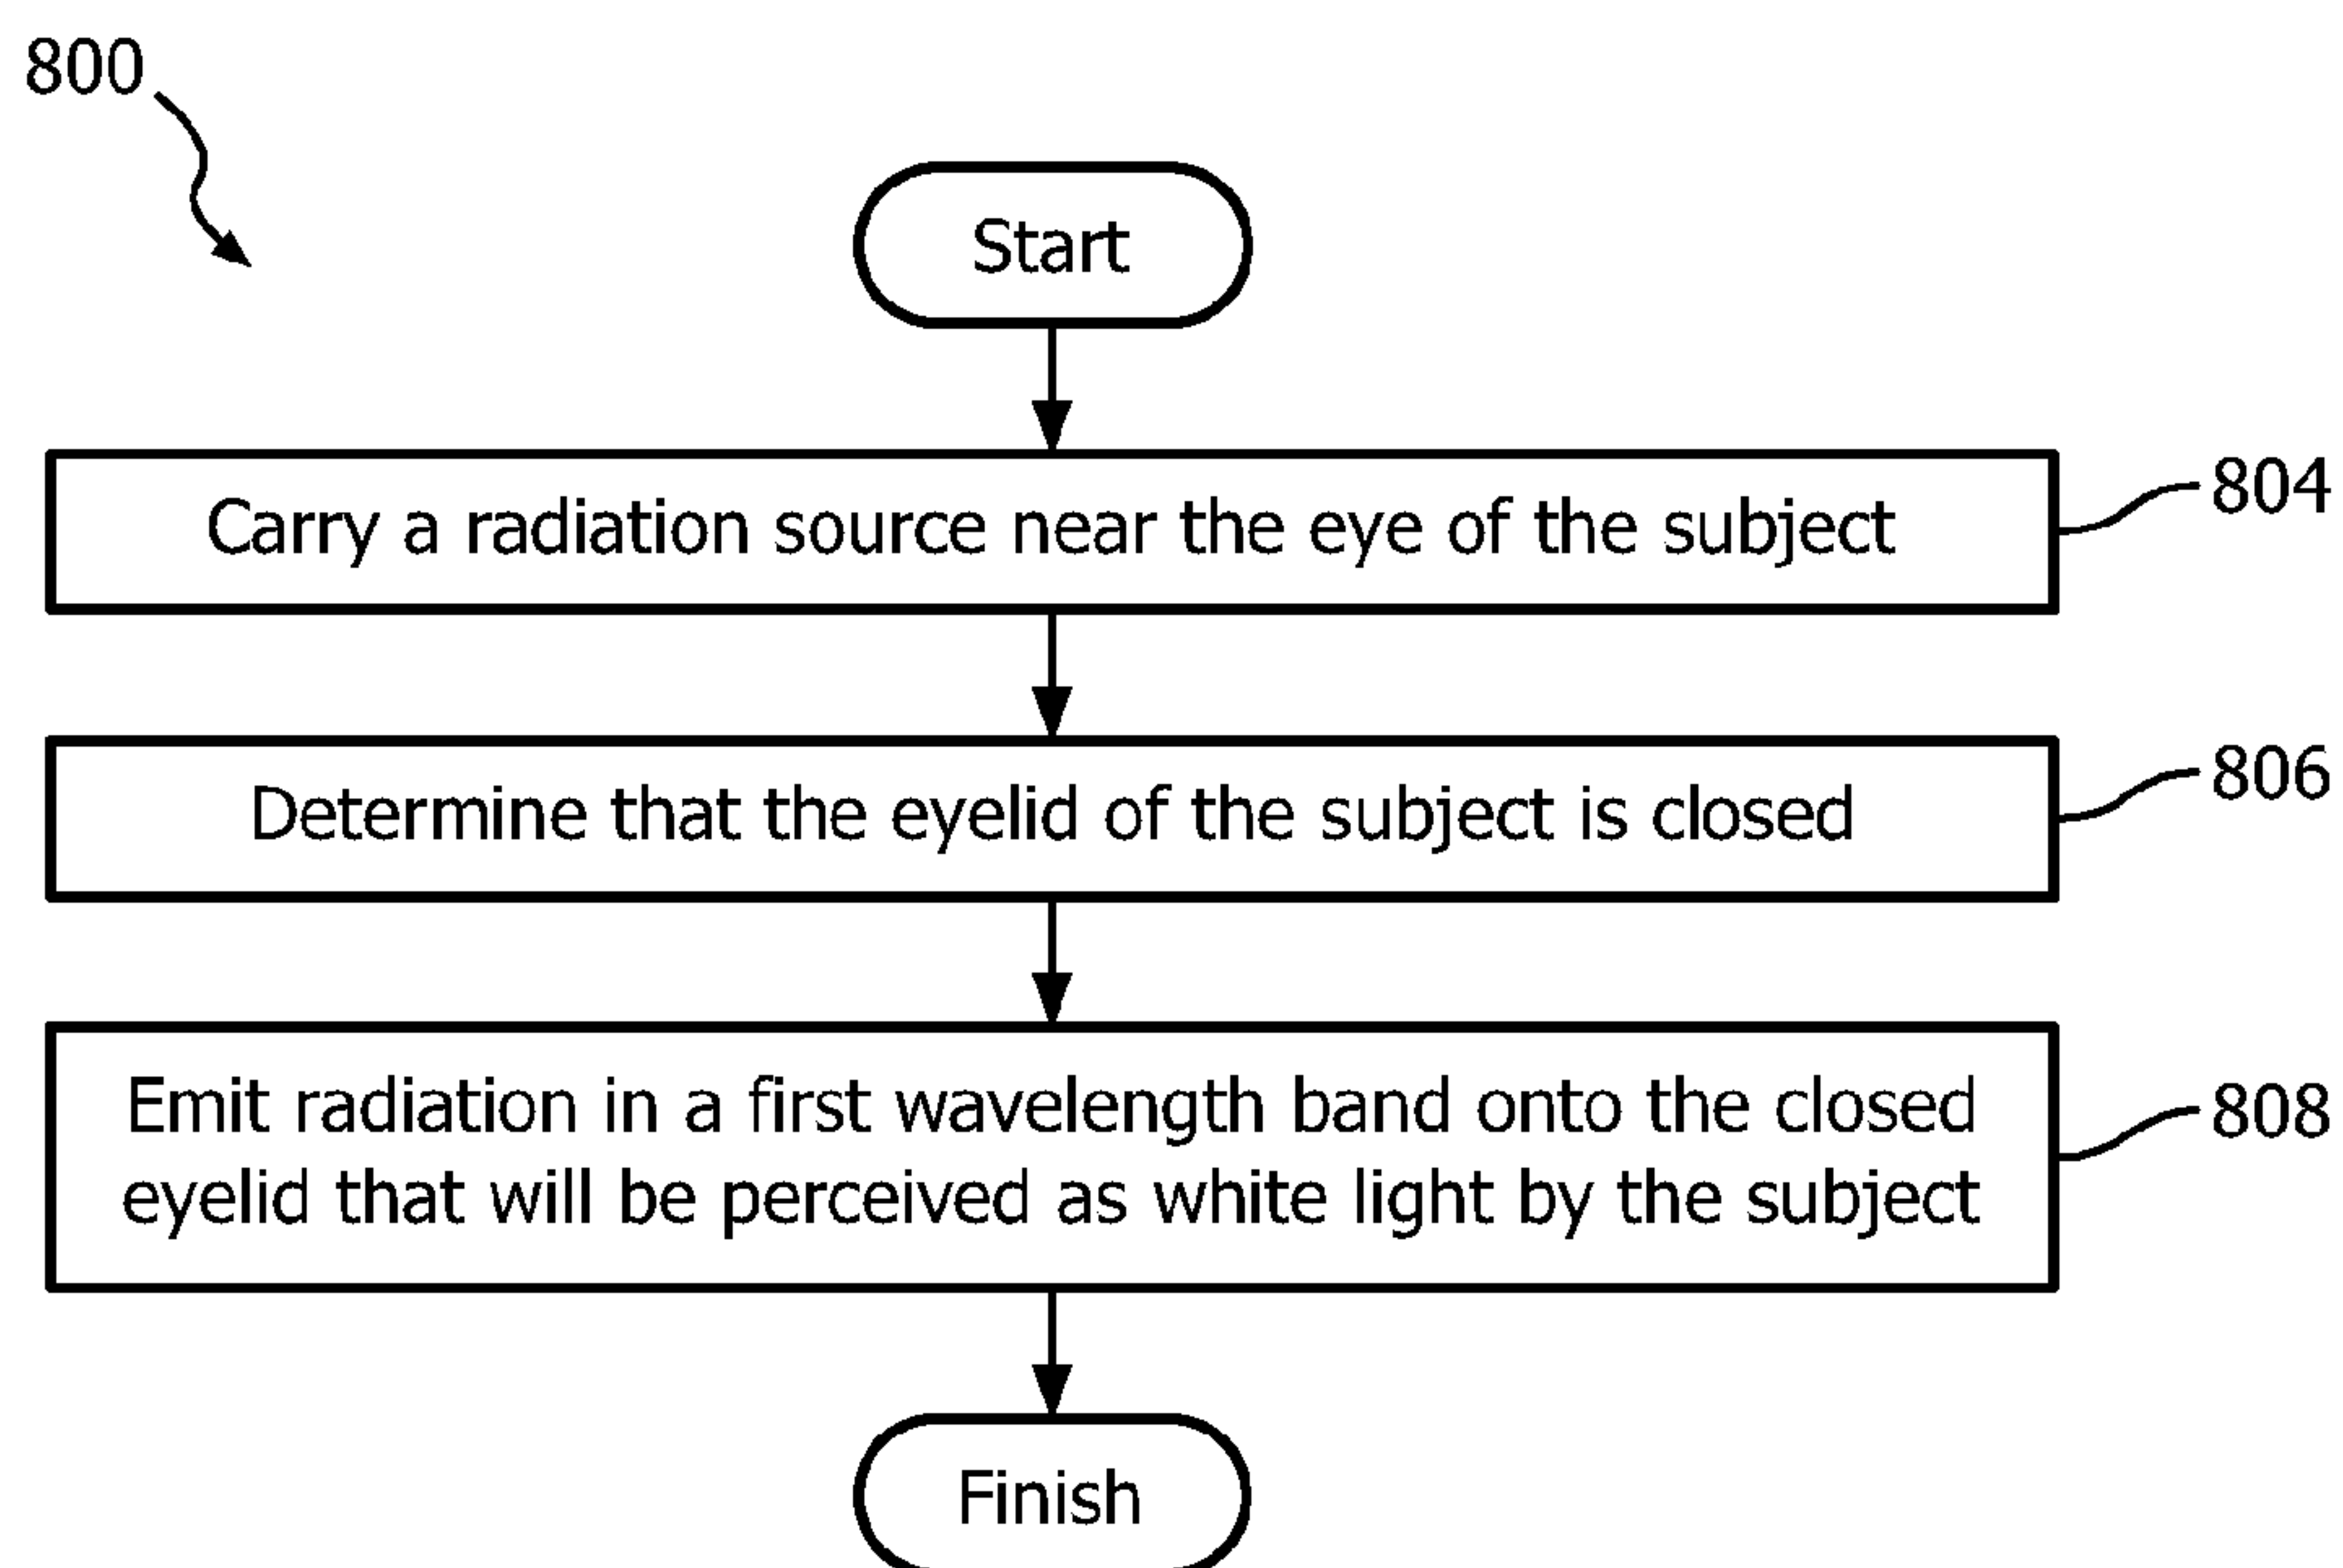 800
Start
Carry a radiation source near the eye of the subject
804
Determine that the eyelid of the subject is closed
806
Emit radiation in a first wavelength band onto the closed
eyelid that will be perceived as white light by the subject
808
Finish